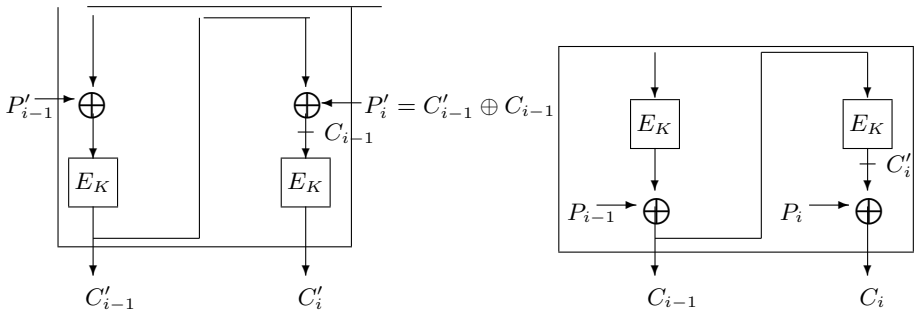 P'_{i−1}
P'_i = C'_{i−1} ⊕ C_{i−1}
C_{i−1}
E_K
E_K
C'_{i−1}
C'_i
E_K
E_K
C'_i
P_{i−1}
P_i
C_{i−1}
C_i